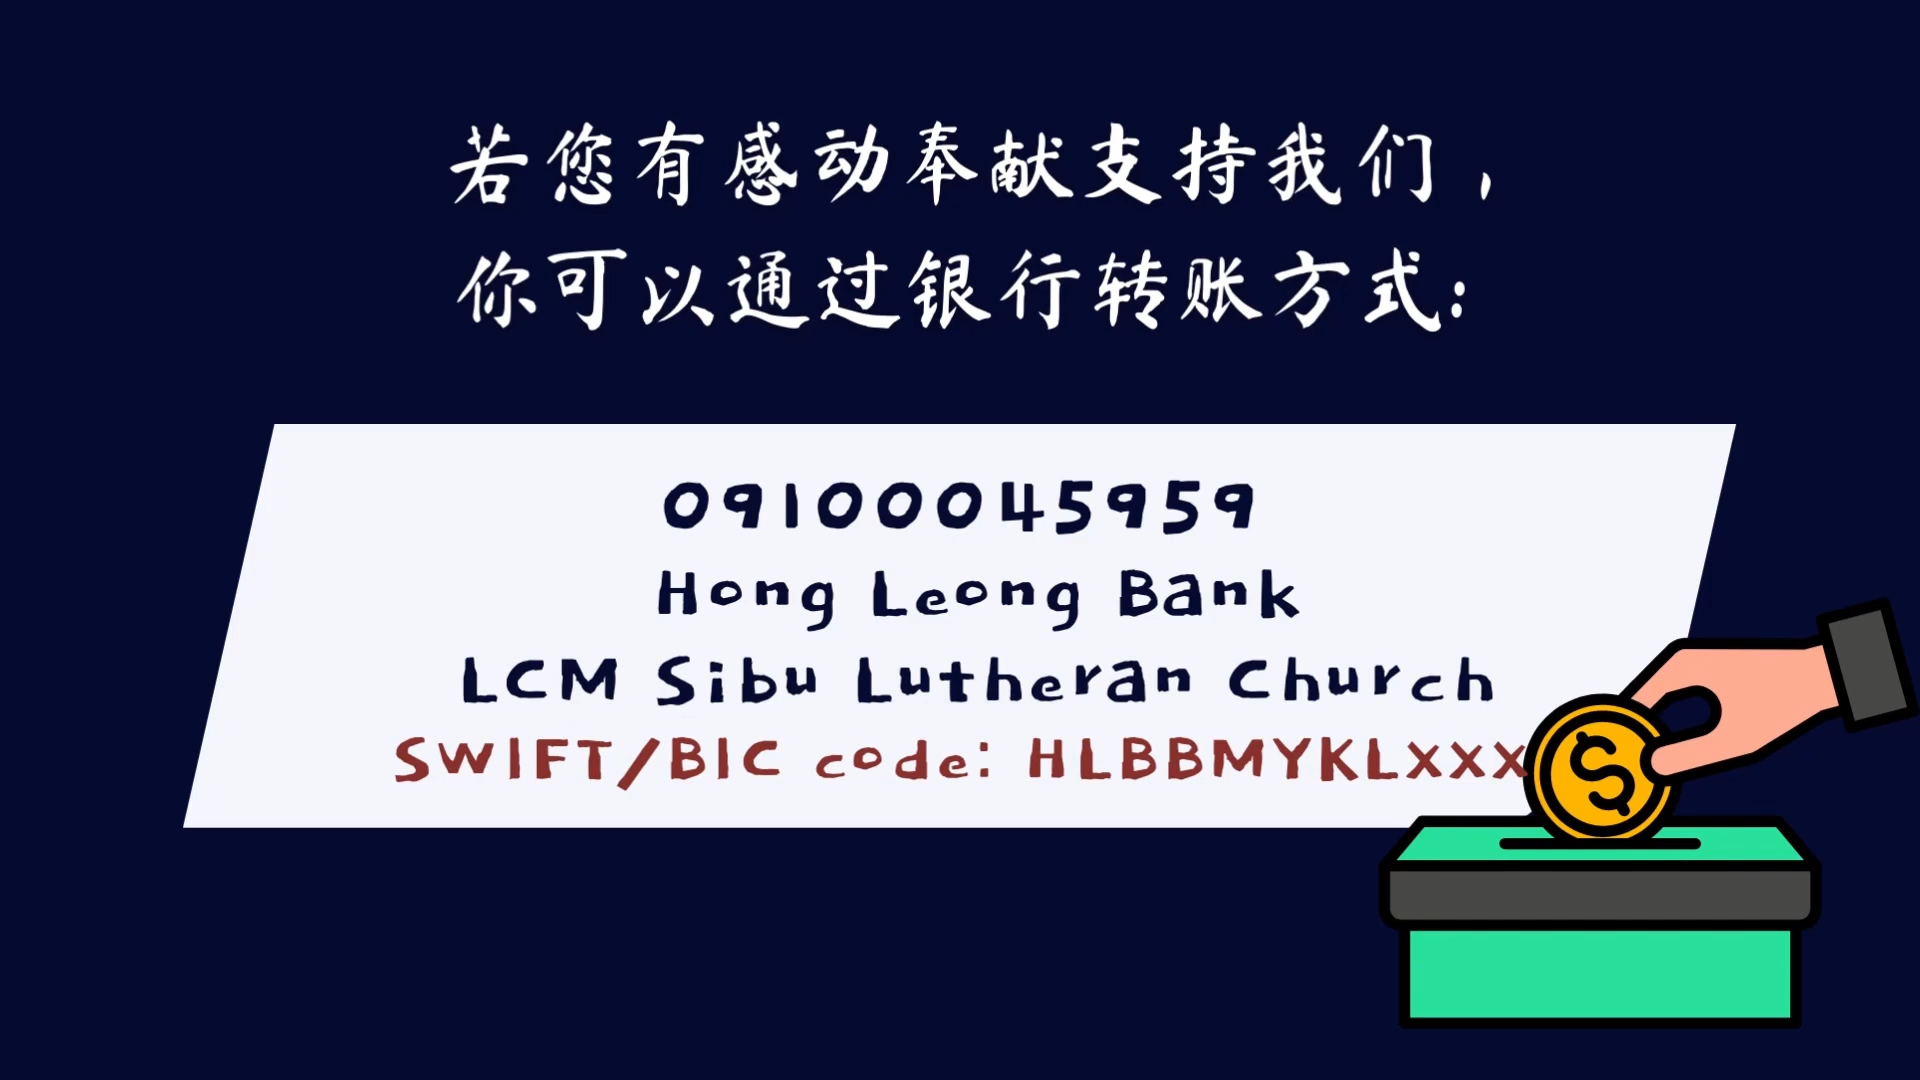 若您有感动奉献支持我们，
你可以通过银行转账方式:
09100045959
Hong Leong Bank
LCM Sibu Lutheran Church
SWIFT/BIC code: HLBBMYKLxxx